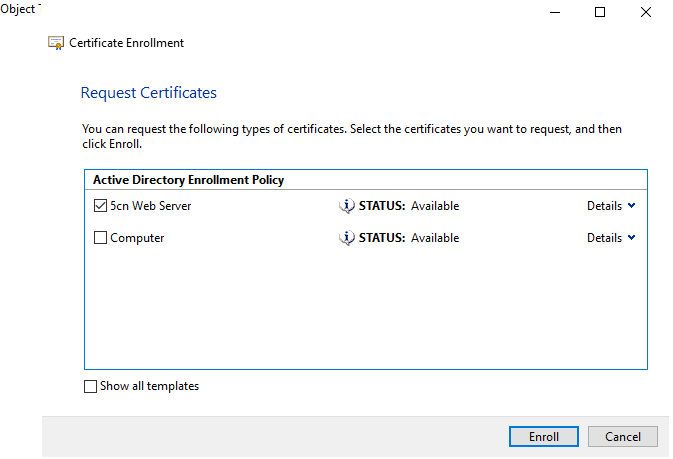 Object T
Certificate Enrollment
Request Certificates
You can request the following types of certificates. Select the certificates you want to request, and then
click Enroll.
Active Directory Enrollment Policy
5cn Web Server STATUS: Available Details
Computer STATUS: Available Details
Show all templates
Enroll Cancel